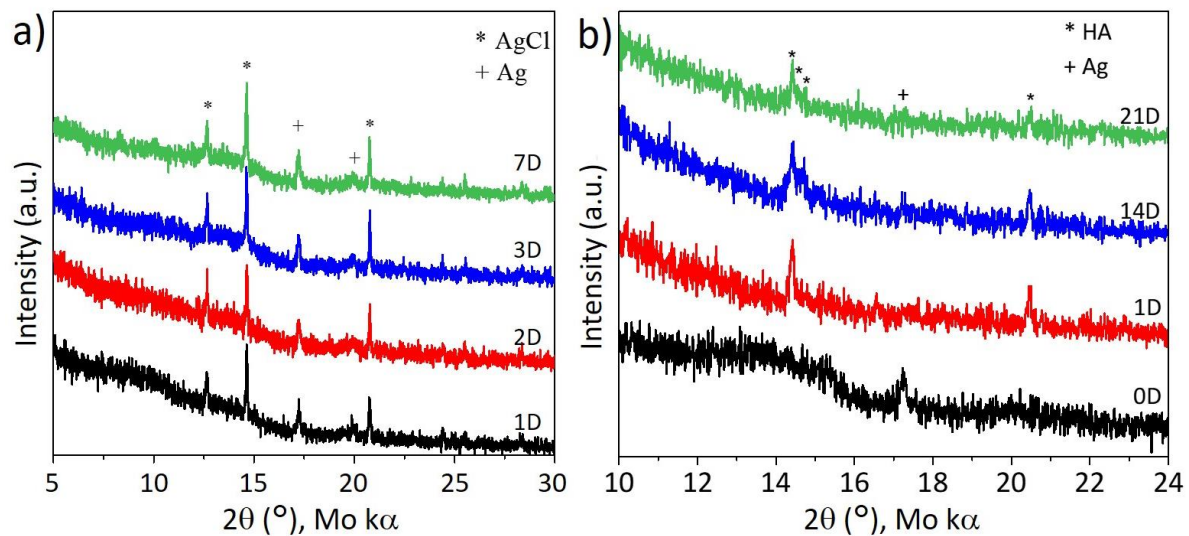 a)
* AgCl
+ Ag
*
*
+
+
*
7D
3D
2D
1D
Intensity (a.u.)
5
10
15
20
25
30
2θ (°), Mo kα
b)
* HA
+ Ag
*
*
*
+
*
21D
14D
1D
0D
Intensity (a.u.)
10
12
14
16
18
20
22
24
2θ (°), Mo kα